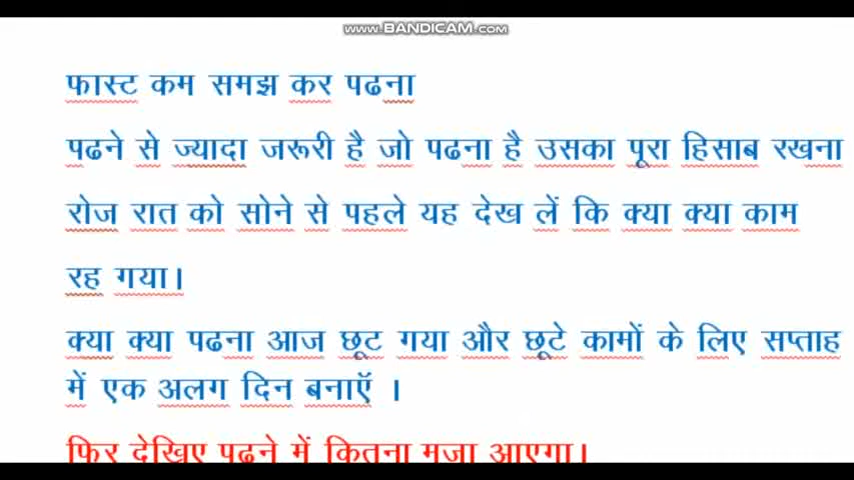 www.BANDICAM.com
फास्ट कम समझ कर पढना
पढने से ज्यादा जरूरी है जो पढना है उसका पूरा हिसाब रखना
रोज रात को सोने से पहले यह देख लें कि क्या क्या काम
रह गया।
क्या क्या पढना आज छूट गया और छूटे कामों के लिए सप्ताह
में एक अलग दिन बनाऍ ।
फिर देखिए पढने में कितना मजा आएगा।